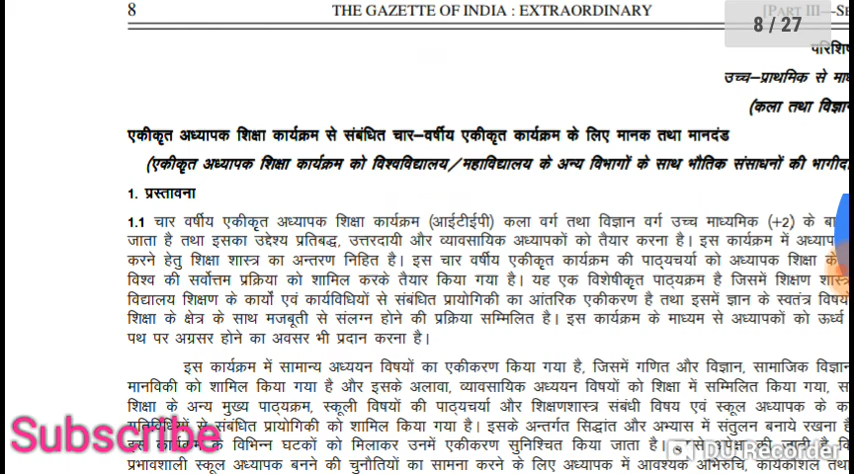 8 THE GAZETTE OF INDIA : EXTRAORDINARY [PART III—SE
8 / 27
परिशि
उच्च–प्राथमिक से मा
(कला तथा विज्ञा
एकीकृत अध्यापक शिक्षा कार्यक्रम से संबंधित चार–वर्षीय एकीकृत कार्यक्रम के लिए मानक तथा मानदंड
(एकीकृत अध्यापक शिक्षा कार्यक्रम को विश्वविद्यालय/महाविद्यालय के अन्य विभागों के साथ भौतिक संसाधनों की भागीदा
1. प्रस्तावना
1.1 चार वर्षीय एकीकृत अध्यापक शिक्षा कार्यक्रम (आईटीईपी) कला वर्ग तथा विज्ञान वर्ग उच्च माध्यमिक (+2) के बा
जाता है तथा इसका उद्देश्य प्रतिबद्ध, उत्तरदायी और व्यावसायिक अध्यापकों को तैयार करना है। इस कार्यक्रम में अध्याप
करने हेतु शिक्षा शास्त्र का अन्तरण निहित है। इस चार वर्षीय एकीकृत कार्यक्रम की पाठ्यचर्या को अध्यापक शिक्षा के
विश्व की सर्वोत्तम प्रक्रिया को शामिल करके तैयार किया गया है। यह एक विशेषीकृत पाठ्यक्रम है जिसमें शिक्षण शास्त्र
विद्यालय शिक्षण के कार्यो एवं कार्यविधियों से संबंधित प्रायोगिकी का आंतरिक एकीकरण है तथा इसमें ज्ञान के स्वतंत्र विषयों
शिक्षा के क्षेत्र के साथ मजबूती से संलग्न होने की प्रक्रिया सम्मिलित है। इस कार्यक्रम के माध्यम से अध्यापकों को ऊर्ध्व
पथ पर अग्रसर होने का अवसर भी प्रदान करना है।
इस कार्यक्रम में सामान्य अध्ययन विषयों का एकीकरण किया गया है, जिसमें गणित और विज्ञान, सामाजिक विज्ञान
मानविकी को शामिल किया गया है और इसके अलावा, व्यावसायिक अध्ययन विषयों को शिक्षा में सम्मिलित किया गया, स
शिक्षा के अन्य मुख्य पाठ्यक्रम, स्कूली विषयों की पाठ्यचर्या और शिक्षणशास्त्र संबंधी विषय एवं स्कूल अध्यापक के क
गतिविधियों से संबंधित प्रायोगिकी को शामिल किया गया है। इसके अन्तर्गत सिद्धांत और अभ्यास में संतुलन बनाये रखना है
इस कार्यक्रम के विभिन्न घटकों को मिलाकर उनमें एकीकरण सुनिश्चित किया जाता है।
प्रभावशाली स्कूल अध्यापक बनने की चुनौतियों का सामना करने के लिए अध्यापक में आवश्यक अभिरुचि, कार्यकौशल तथा
Subscribe
DU Recorder